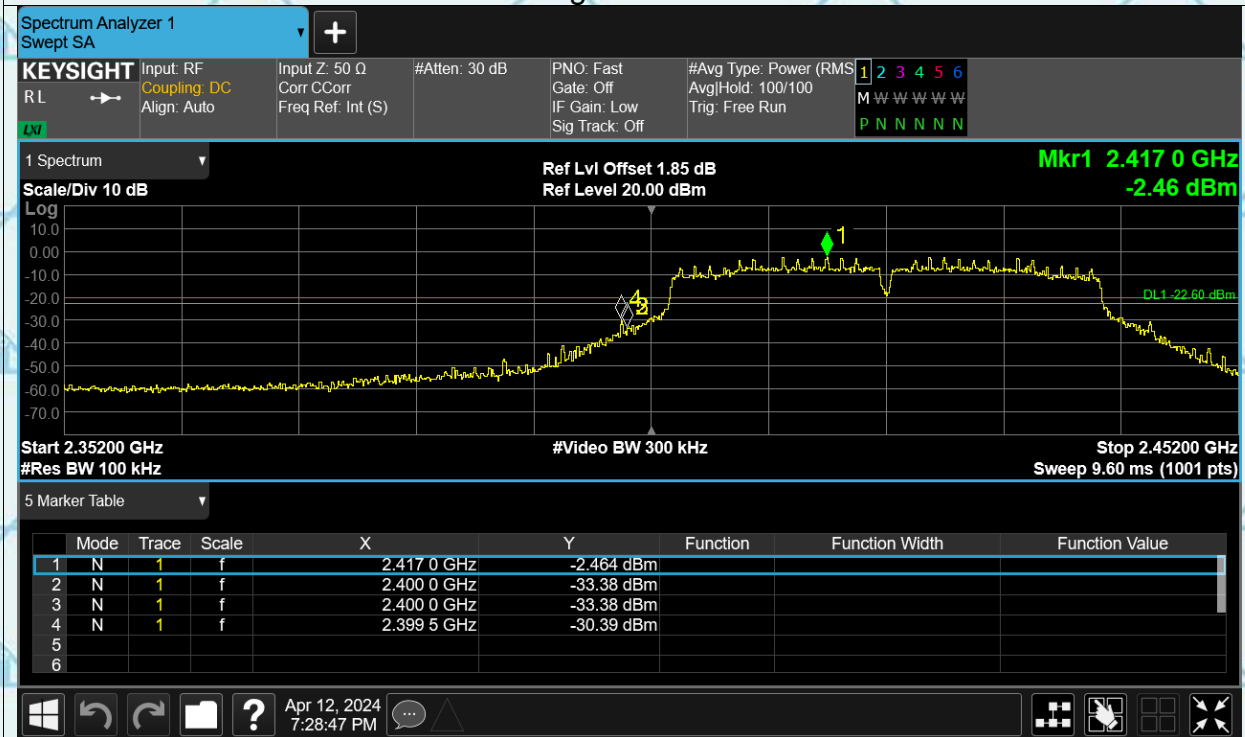 Spectrum Analyzer 1
Swept SA
+
KEYSIGHT
R L
LXI
Input: RF
Coupling: DC
Align: Auto
Input Z: 50 Ω
Corr CCorr
Freq Ref: Int (S)
#Atten: 30 dB
PNO: Fast
Gate: Off
IF Gain: Low
Sig Track: Off
#Avg Type: Power (RMS
Avg|Hold: 100/100
Trig: Free Run
1 2 3 4 5 6
M W W W W W
P N N N N N
1 Spectrum
Scale/Div 10 dB
Ref Lvl Offset 1.85 dB
Ref Level 20.00 dBm
Mkr1 2.417 0 GHz
-2.46 dBm
Log
10.0
0.00
-10.0
-20.0
-30.0
-40.0
-50.0
-60.0
-70.0
1
4
DL1 -22.60 dBm
Start 2.35200 GHz
#Res BW 100 kHz
#Video BW 300 kHz
Stop 2.45200 GHz
Sweep 9.60 ms (1001 pts)
5 Marker Table
Mode Trace Scale X Y Function Function Width Function Value
1 N 1 f 2.417 0 GHz -2.464 dBm
2 N 1 f 2.400 0 GHz -33.38 dBm
3 N 1 f 2.400 0 GHz -33.38 dBm
4 N 1 f 2.399 5 GHz -30.39 dBm
5
6
?
Apr 12, 2024
7:28:47 PM